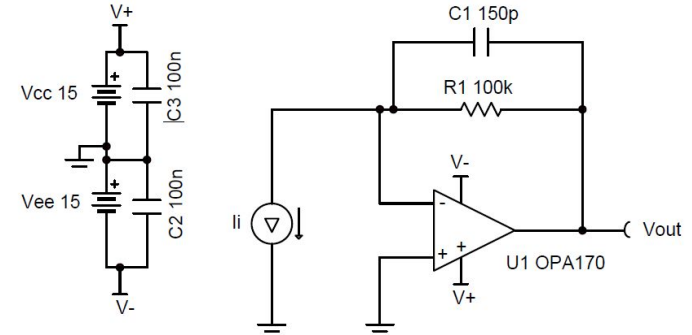 V+
Vcc 15
+
C3 100n
Vee 15
+
C2 100n
V-
C1 150p
R1 100k
Ii
V-
-
+
+
V+
U1 OPA170
Vout